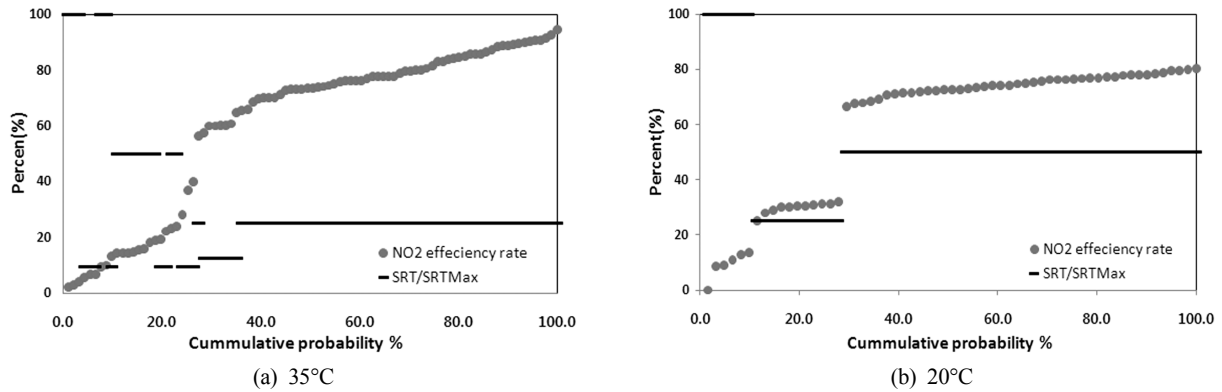 100
80
60
40
20
0
Percen(%)
NO2 effeciency rate
SRT/SRTMax
0.0 20.0 40.0 60.0 80.0 100.0
Cummulative probability %
(a) 35°C
100
80
60
40
20
0
Percent(%)
NO2 effeciency rate
SRT/SRTMax
0.0 20.0 40.0 60.0 80.0 100.0
Cummulative probability %
(b) 20°C